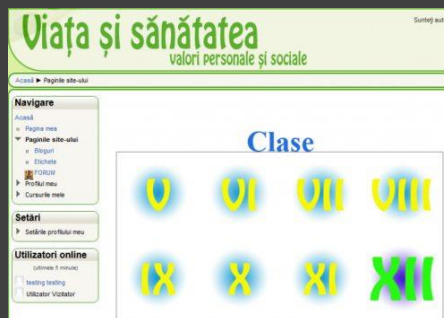 Viața și sănătatea
valori personale și sociale
Sunteți aut
Acasă ► Paginile site-ului
Navigare
Acasă
Pagina mea
Paginile site-ului
Bloguri
Etichete
FORUM
Profilul meu
Cursurile mele
Setări
Setările profilului meu
Utilizatori online
(ultimele 5 minute)
testing testing
Utilizator Vizitator
Clase
V VI VII VIII
IX X XI XII